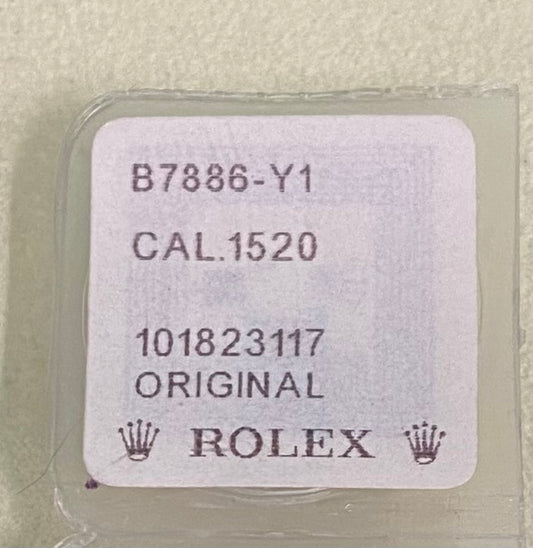 B7886-Y1
CAL.1520
101823117
ORIGINAL
ROLEX